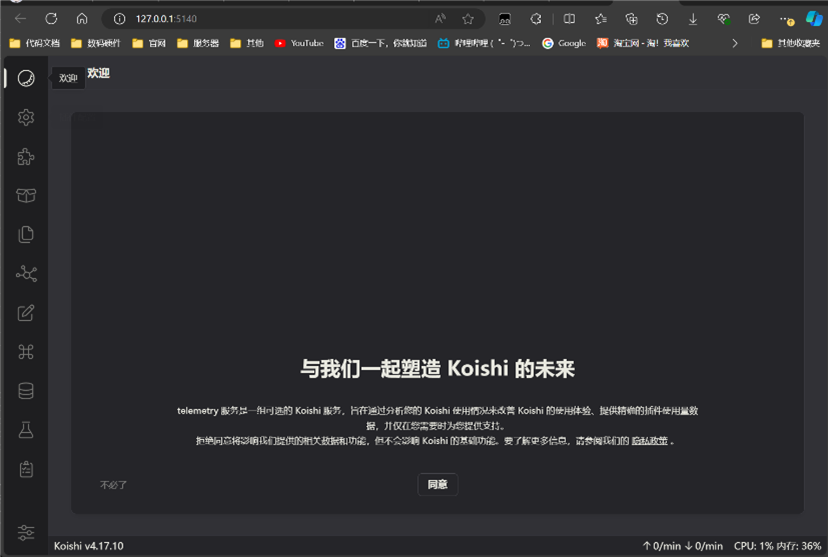 127.0.0.1:5140
代码文档 数码硬件 官网 服务器 其他 YouTube 百度一下，你就知道 哔哩哔哩 ( ゜- ゜)つ... Google 淘宝网 - 淘！我喜欢 其他收藏夹
欢迎 欢迎
与我们一起塑造 Koishi 的未来
telemetry 服务是一组可选的 Koishi 服务，旨在通过分析您的 Koishi 使用情况来改善 Koishi 的使用体验、提供精确的插件使用量数
据，并仅在您需要时为您提供支持。
拒绝同意将影响我们提供的相关数据和功能，但不会影响 Koishi 的基础功能。要了解更多信息，请参阅我们的 隐私政策 。
不必了 同意
Koishi v4.17.10 ↑ 0/min ↓ 0/min CPU: 1% 内存: 36%